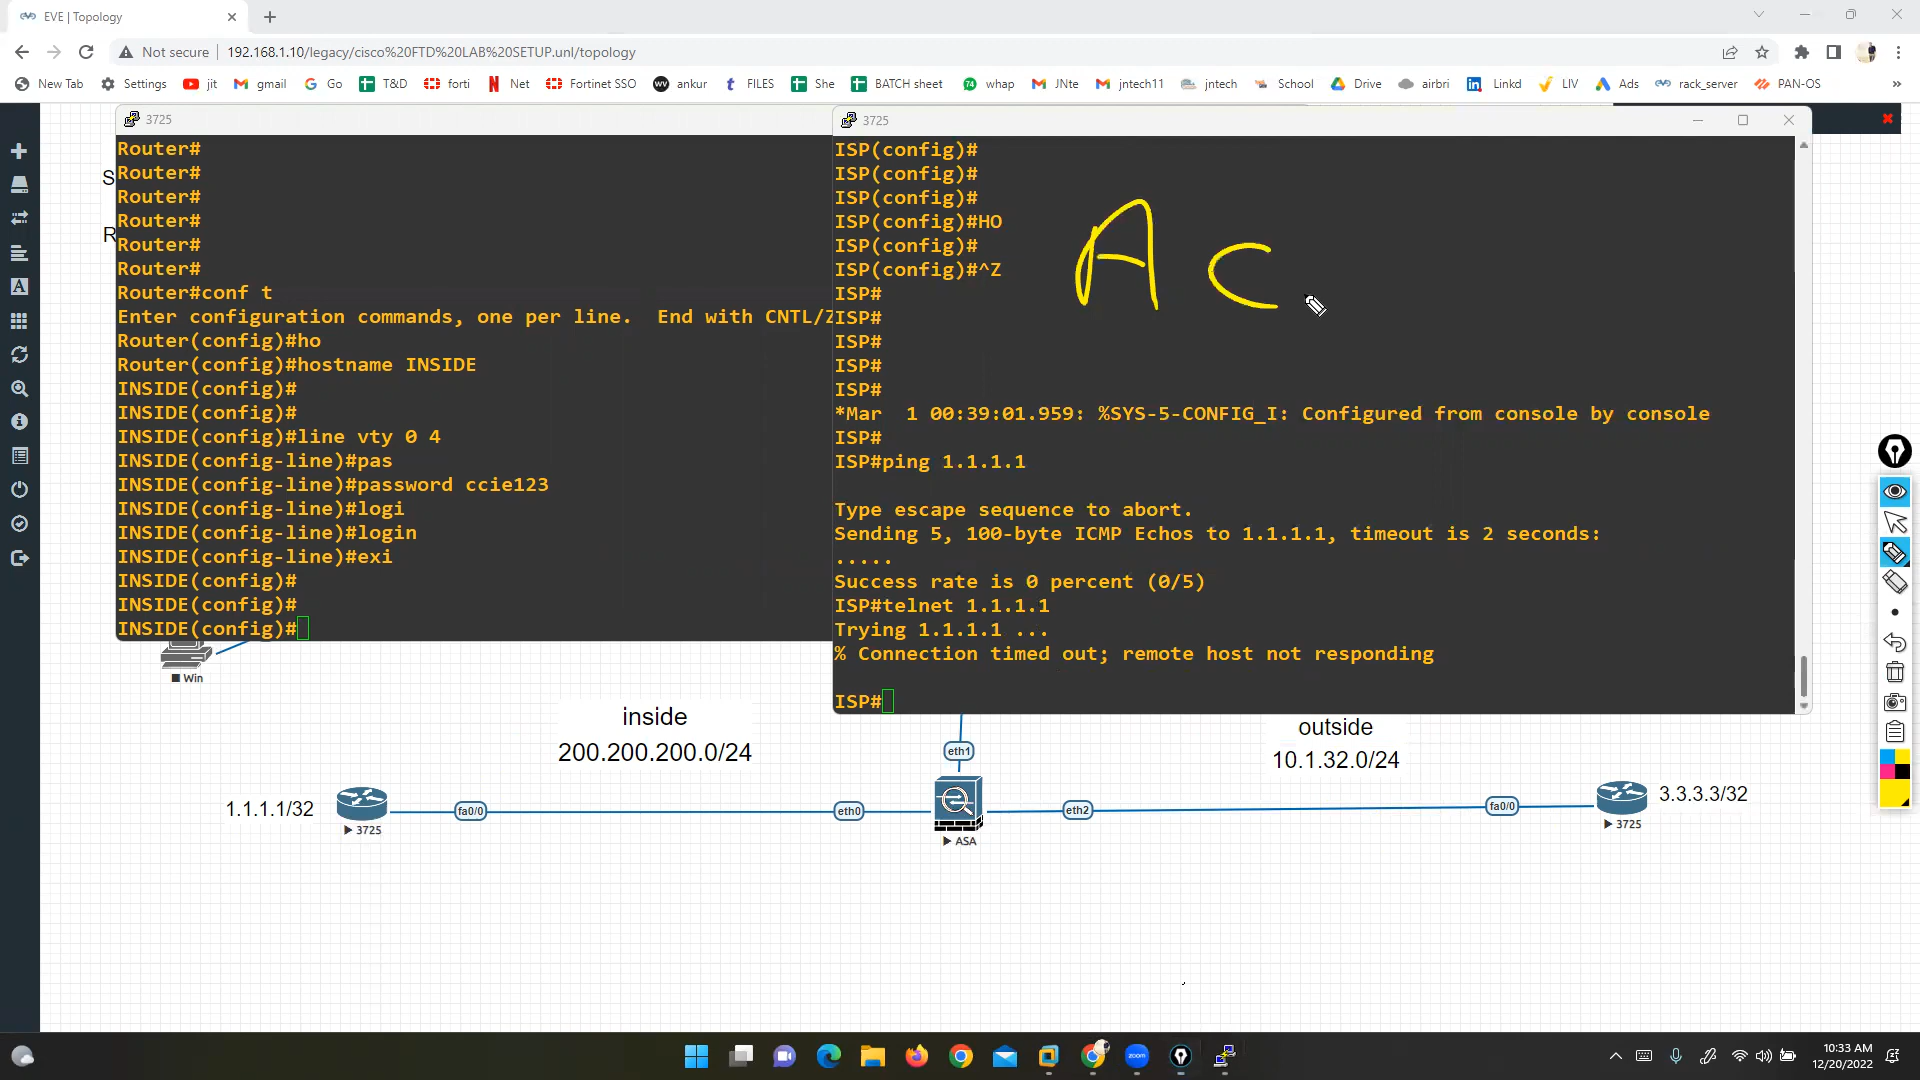 EVE | Topology
Not secure 192.168.1.10/legacy/cisco%20FTD%20LAB%20SETUP.unl/topology
New Tab Settings jit gmail Go T&D forti Net Fortinet SSO ankur FILES She BATCH sheet whap JNte jntech11 jntech School Drive airbri Linkd LIV Ads rack_server PAN-OS
3725
Router#
Router#
Router#
Router#
Router#
Router#
Router#conf t
Enter configuration commands, one per line.  End with CNTL/Z
Router(config)#ho
Router(config)#hostname INSIDE
INSIDE(config)#
INSIDE(config)#
INSIDE(config)#line vty 0 4
INSIDE(config-line)#pas
INSIDE(config-line)#password ccie123
INSIDE(config-line)#logi
INSIDE(config-line)#login
INSIDE(config-line)#exi
INSIDE(config)#
INSIDE(config)#
INSIDE(config)#
3725
ISP(config)#
ISP(config)#
ISP(config)#
ISP(config)#HO
ISP(config)#
ISP(config)#^Z
ISP#
ISP#
ISP#
ISP#
ISP#
*Mar  1 00:39:01.959: %SYS-5-CONFIG_I: Configured from console by console
ISP#
ISP#ping 1.1.1.1
Type escape sequence to abort.
Sending 5, 100-byte ICMP Echos to 1.1.1.1, timeout is 2 seconds:
.....
Success rate is 0 percent (0/5)
ISP#telnet 1.1.1.1
Trying 1.1.1.1 ...
% Connection timed out; remote host not responding
ISP#
A C
S
R
Win
inside
200.200.200.0/24
outside
10.1.32.0/24
eth1
1.1.1.1/32
3725
fa0/0
eth0
ASA
eth2
fa0/0
3725
3.3.3.3/32
zoom
10:33 AM
12/20/2022